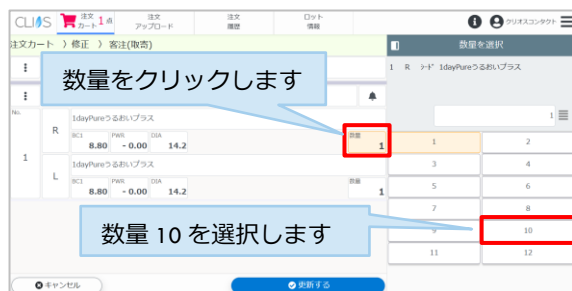 CLIOS
注文
カート 1 点
注文
アップロード
注文
履歴
ロット
情報
クリオスコンタクト
注文カート 〉 修正 〉 客注(取寄)
数量を選択
1 R シード 1dayPureうるおいプラス
1
数量をクリックします
No.
1
R
1dayPureうるおいプラス
BC1 PWR DIA 数量
8.80 - 0.00 14.2 1
L
1dayPureうるおいプラス
BC1 PWR DIA 数量
8.80 - 0.00 14.2 1
1 2
3 4
5 6
7 8
9 10
11 12
数量 10 を選択します
キャンセル
更新する